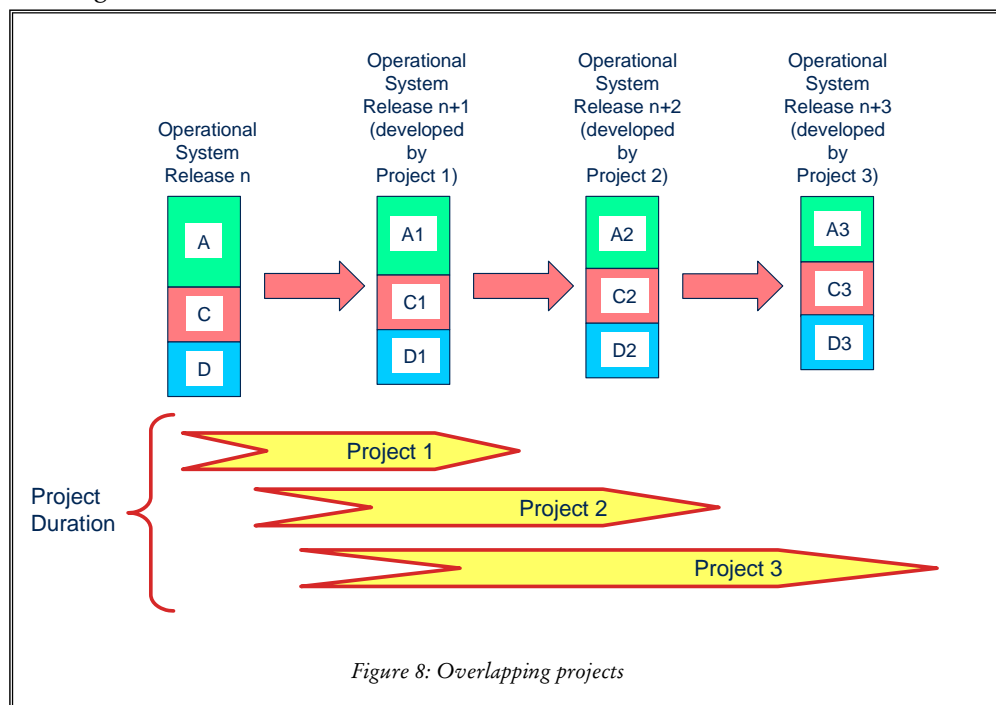 Operational
System
Release n
Operational
System
Release n+1
(developed
by
Project 1)
Operational
System
Release n+2
(developed
by
Project 2)
Operational
System
Release n+3
(developed
by
Project 3)
A
C
D
A1
C1
D1
A2
C2
D2
A3
C3
D3
Project
Duration
Project 1
Project 2
Project 3
Figure 8: Overlapping projects